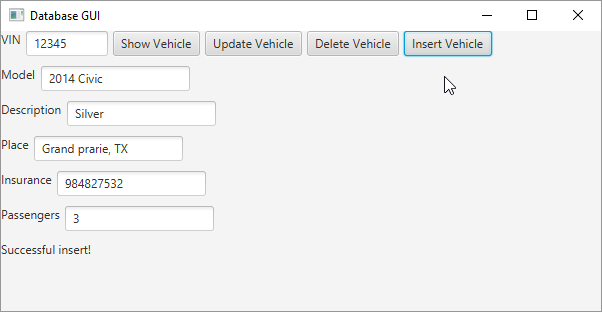 Database GUI
VIN 12345 Show Vehicle Update Vehicle Delete Vehicle Insert Vehicle
Model 2014 Civic
Description Silver
Place Grand prarie, TX
Insurance 984827532
Passengers 3
Successful insert!